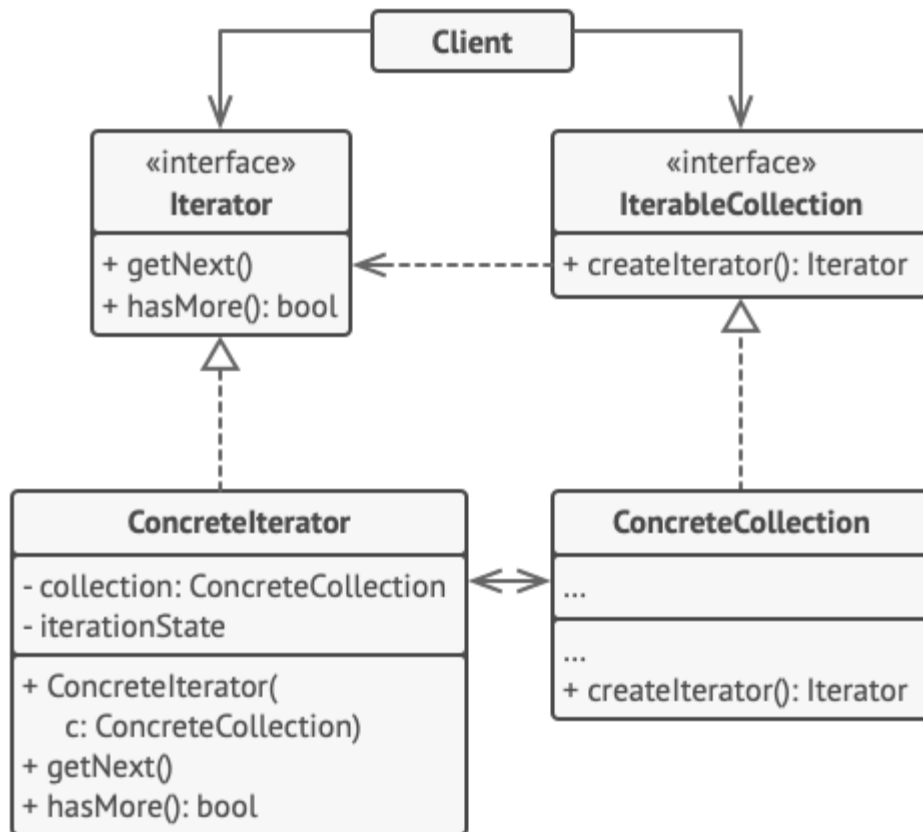 Client
«interface»
Iterator
+ getNext()
+ hasMore(): bool
«interface»
IterableCollection
+ createIterator(): Iterator
ConcreteIterator
- collection: ConcreteCollection
- iterationState
+ ConcreteIterator(
c: ConcreteCollection)
+ getNext()
+ hasMore(): bool
ConcreteCollection
...
...
+ createIterator(): Iterator